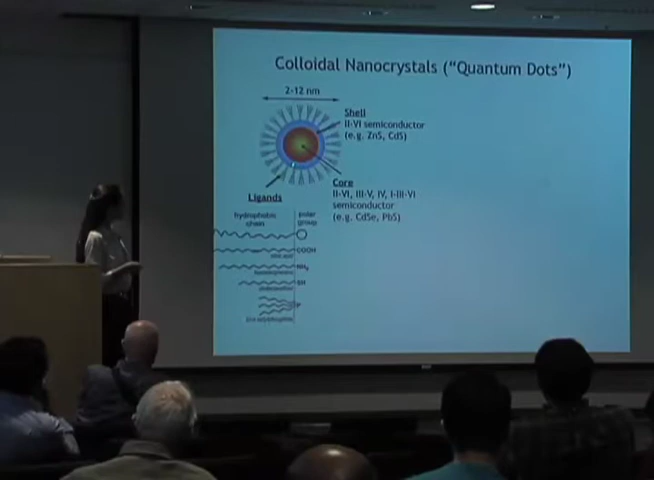 Colloidal Nanocrystals ("Quantum Dots")
2-12 nm
Shell
II-VI semiconductor
(e.g. ZnS, CdS)
Core
II-VI, III-V, IV, I-III-VI
semiconductor
(e.g. CdSe, PbS)
Ligands
hydrophobic
chain
polar
group
COOH
NH₂
SH
P